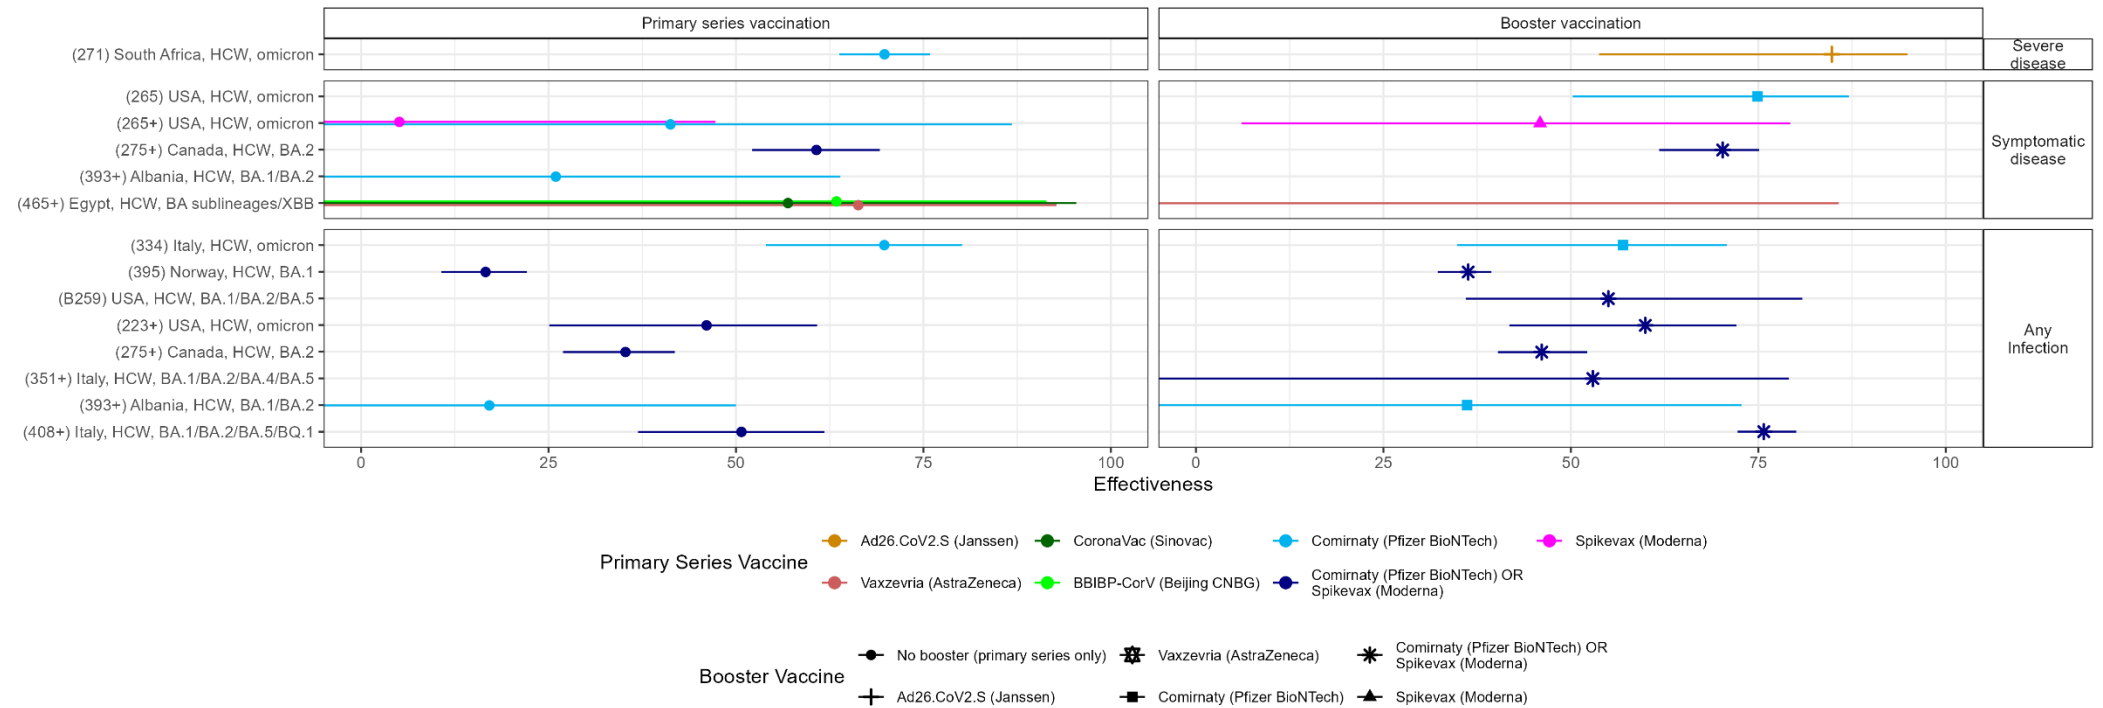 Primary series vaccination
Booster vaccination
(271) South Africa, HCW, omicron
Severe
disease
(265) USA, HCW, omicron
(265+) USA, HCW, omicron
(275+) Canada, HCW, BA.2
(393+) Albania, HCW, BA.1/BA.2
(465+) Egypt, HCW, BA sublineages/XBB
Symptomatic
disease
(334) Italy, HCW, omicron
(395) Norway, HCW, BA.1
(B259) USA, HCW, BA.1/BA.2/BA.5
(223+) USA, HCW, omicron
(275+) Canada, HCW, BA.2
(351+) Italy, HCW, BA.1/BA.2/BA.4/BA.5
(393+) Albania, HCW, BA.1/BA.2
(408+) Italy, HCW, BA.1/BA.2/BA.5/BQ.1
Any
Infection
0 25 50 75 100
0 25 50 75 100
Effectiveness
Primary Series Vaccine
Ad26.CoV2.S (Janssen)
CoronaVac (Sinovac)
Comirnaty (Pfizer BioNTech)
Spikevax (Moderna)
Vaxzevria (AstraZeneca)
BBIBP-CorV (Beijing CNBG)
Comirnaty (Pfizer BioNTech) OR
Spikevax (Moderna)
Booster Vaccine
No booster (primary series only)
Vaxzevria (AstraZeneca)
Comirnaty (Pfizer BioNTech) OR
Spikevax (Moderna)
Ad26.CoV2.S (Janssen)
Comirnaty (Pfizer BioNTech)
Spikevax (Moderna)